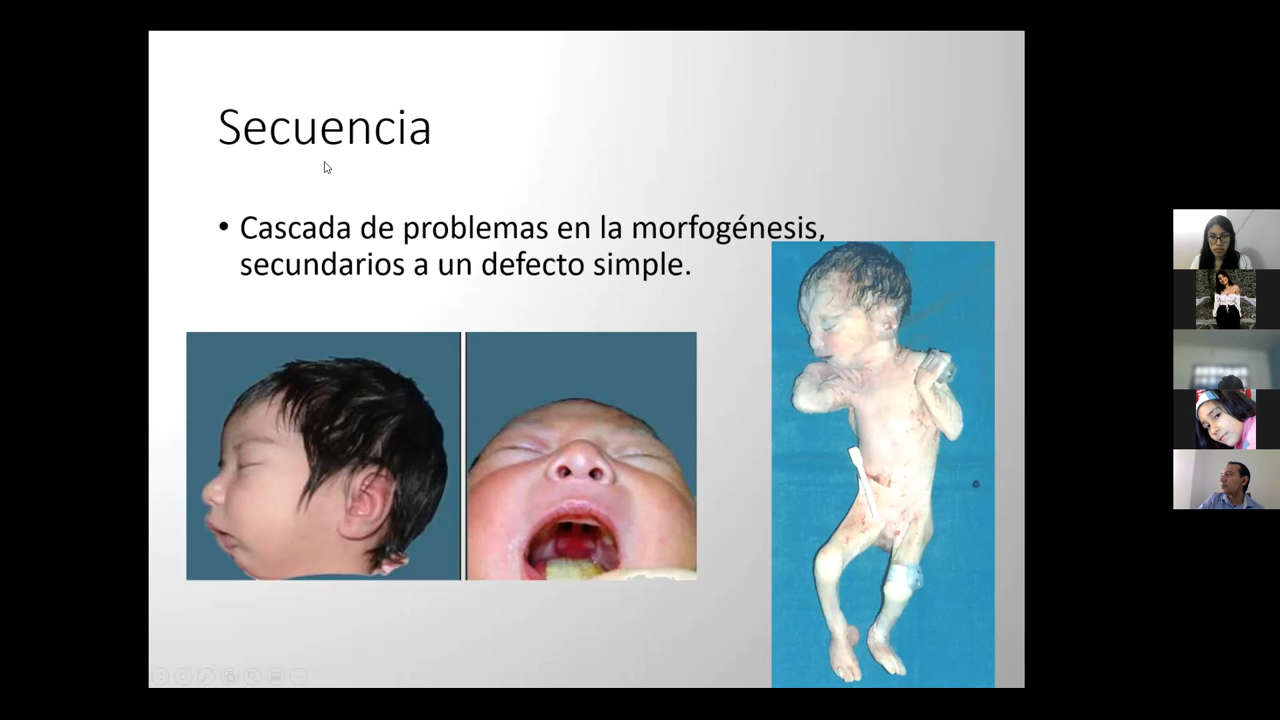 Secuencia
• Cascada de problemas en la morfogénesis,
secundarios a un defecto simple.